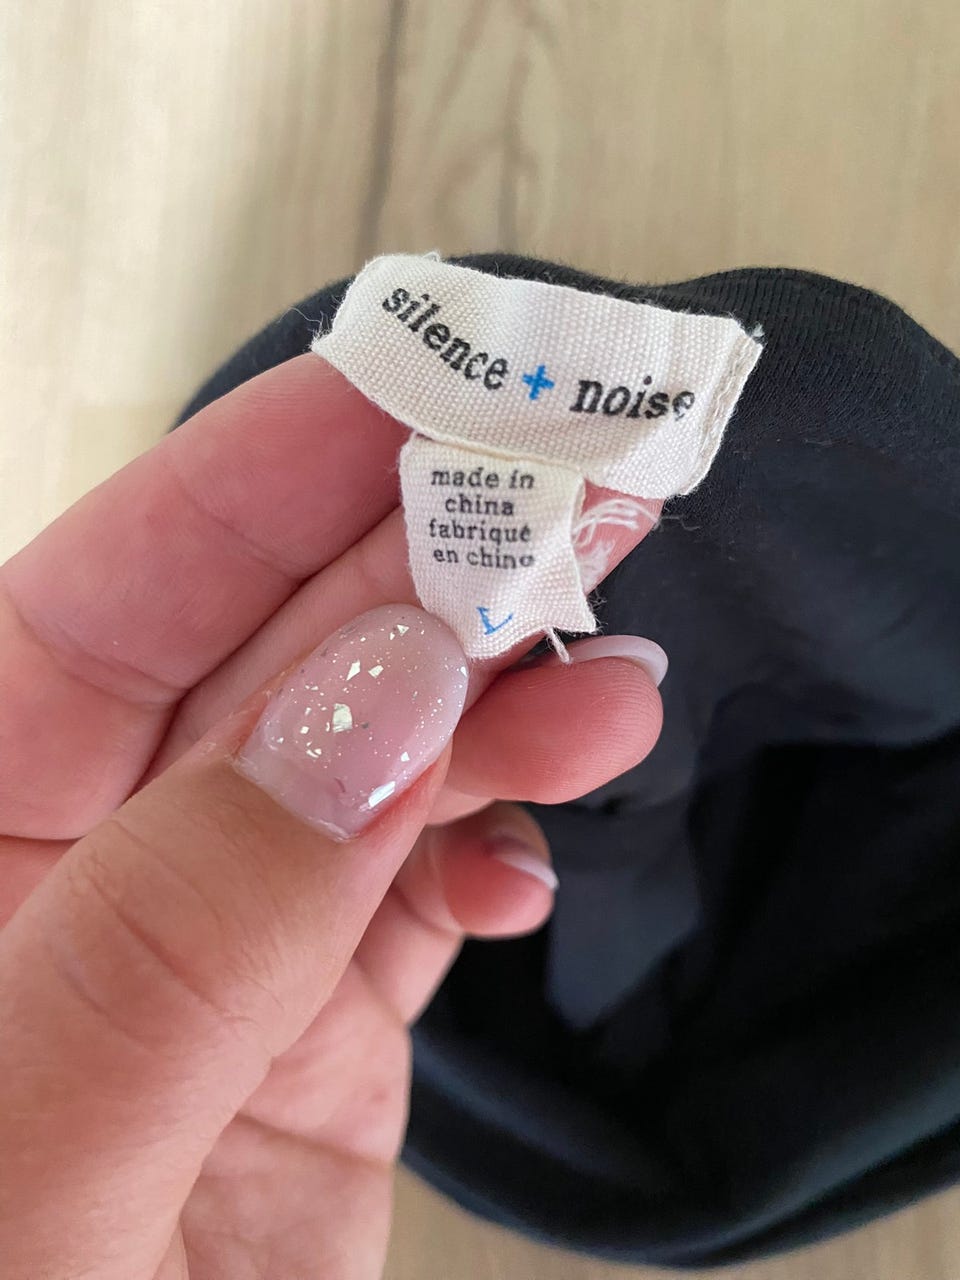 silence + noise
made in
china
fabriqué
en chine
L